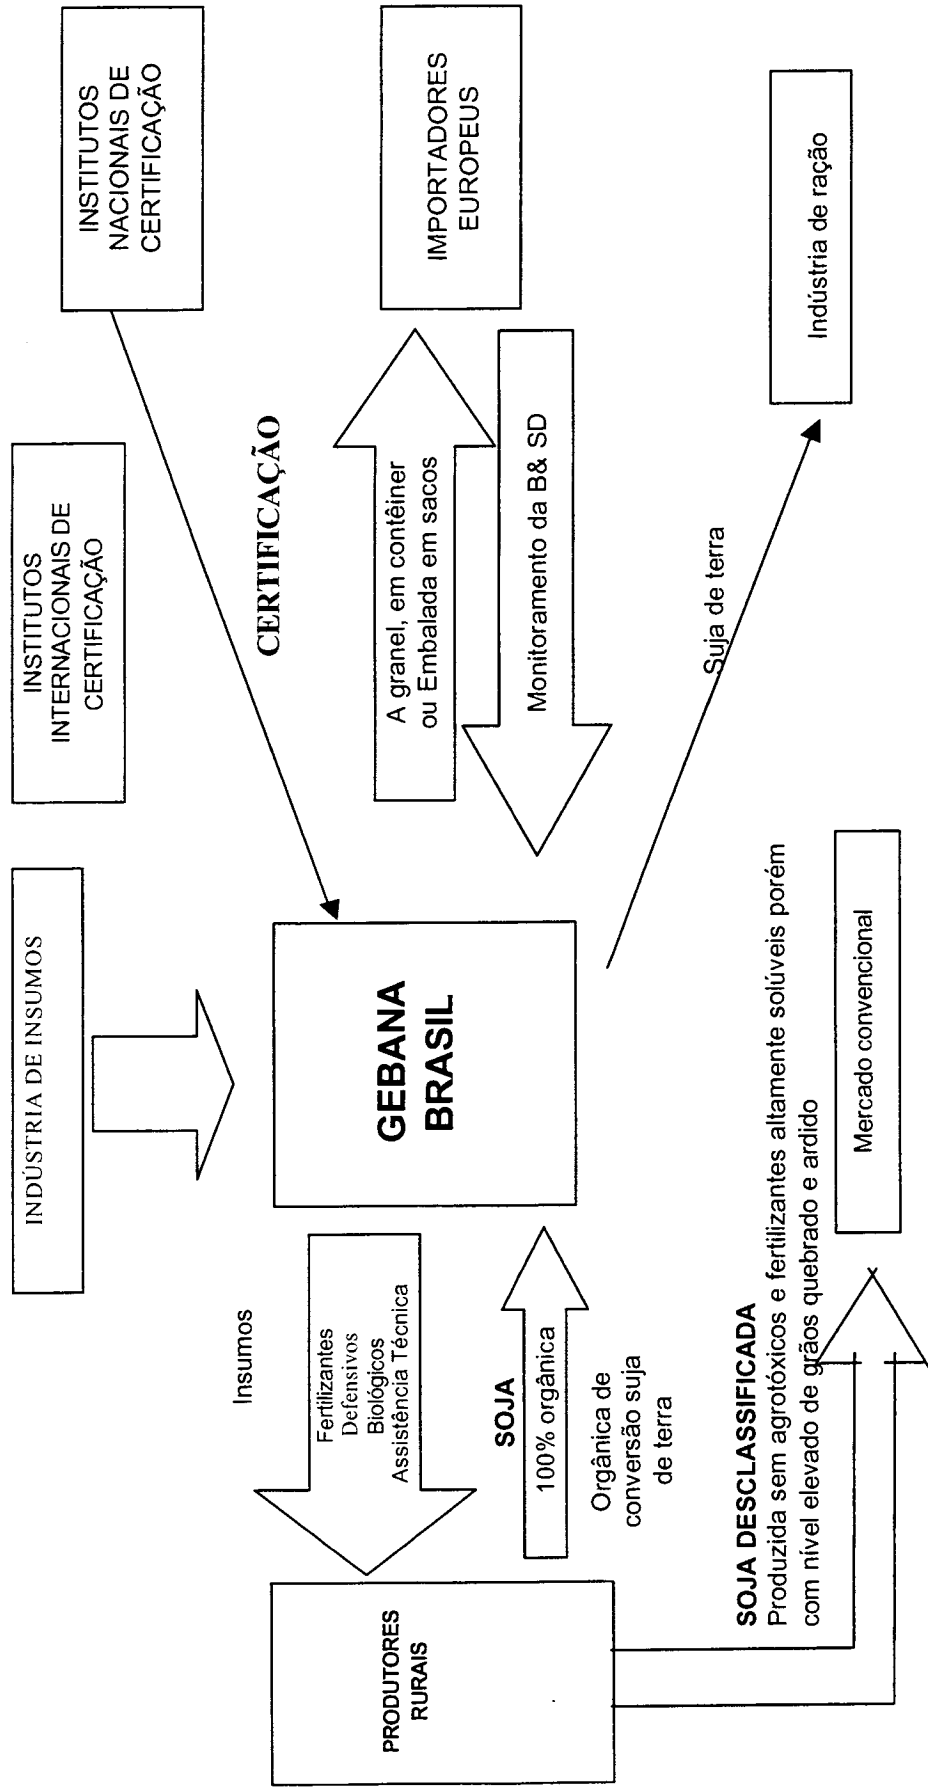 INDÚSTRIA DE INSUMOS
INSTITUTOS
INTERNACIONAIS DE
CERTIFICAÇÃO
INSTITUTOS
NACIONAIS DE
CERTIFICAÇÃO
CERTIFICAÇÃO
Insumos
Fertilizantes
Defensivos
Biológicos
Assistência Técnica
PRODUTORES
RURAIS
GEBANA
BRASIL
A granel, em contêiner
ou Embalada em sacos
IMPORTADORES
EUROPEUS
Monitoramento da B& SD
SOJA
100% orgânica
Orgânica de
conversão suja
de terra
Suja de terra
Indústria de ração
SOJA DESCLASSIFICADA
Produzida sem agrotóxicos e fertilizantes altamente solúveis porém
com nível elevado de grãos quebrado e ardido
Mercado convencional